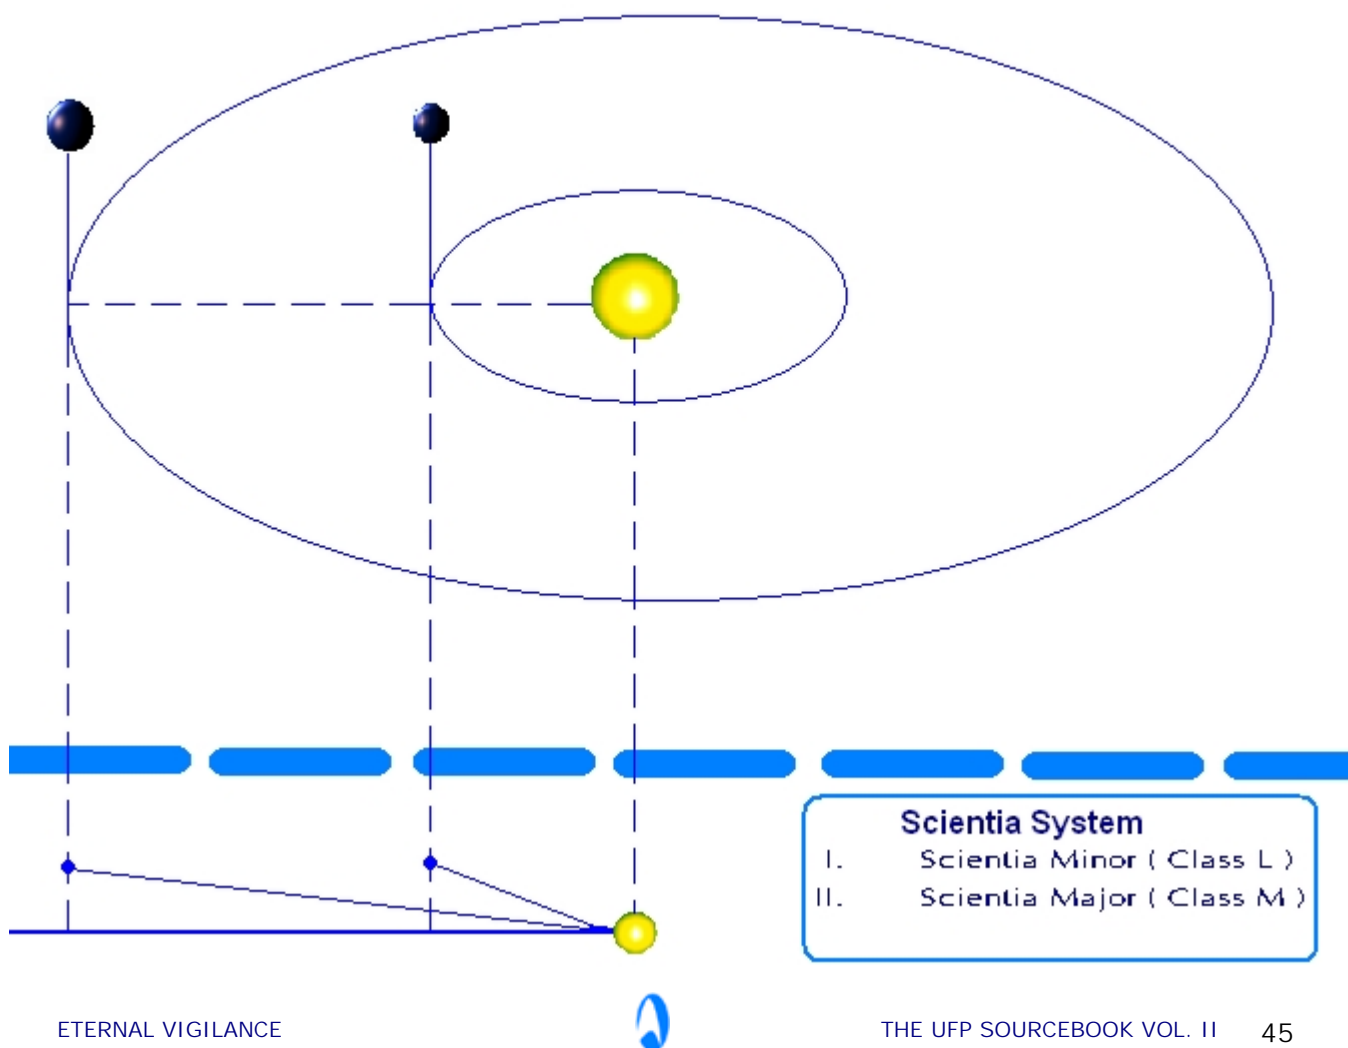 Scientia System
I. Scientia Minor ( Class L )
II. Scientia Major ( Class M )
ETERNAL VIGILANCE
THE UFP SOURCEBOOK VOL. II 45